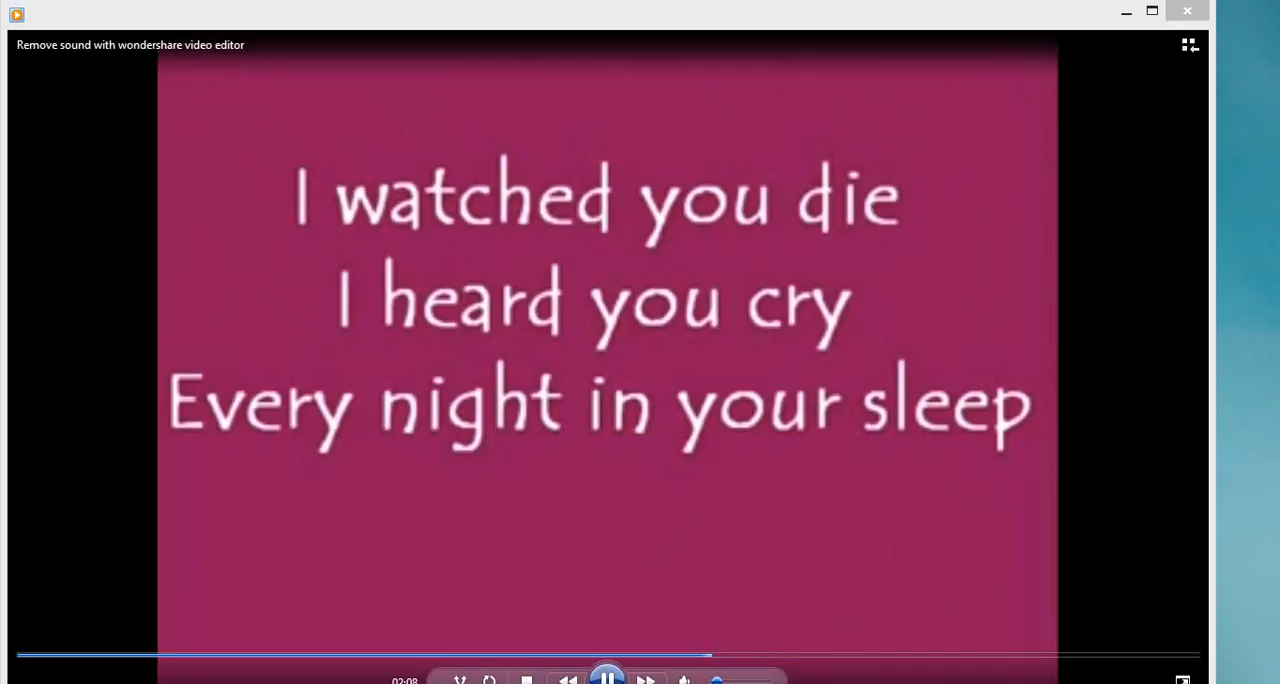 Remove sound with wondershare video editor
I watched you die
I heard you cry
Every night in your sleep
02:08